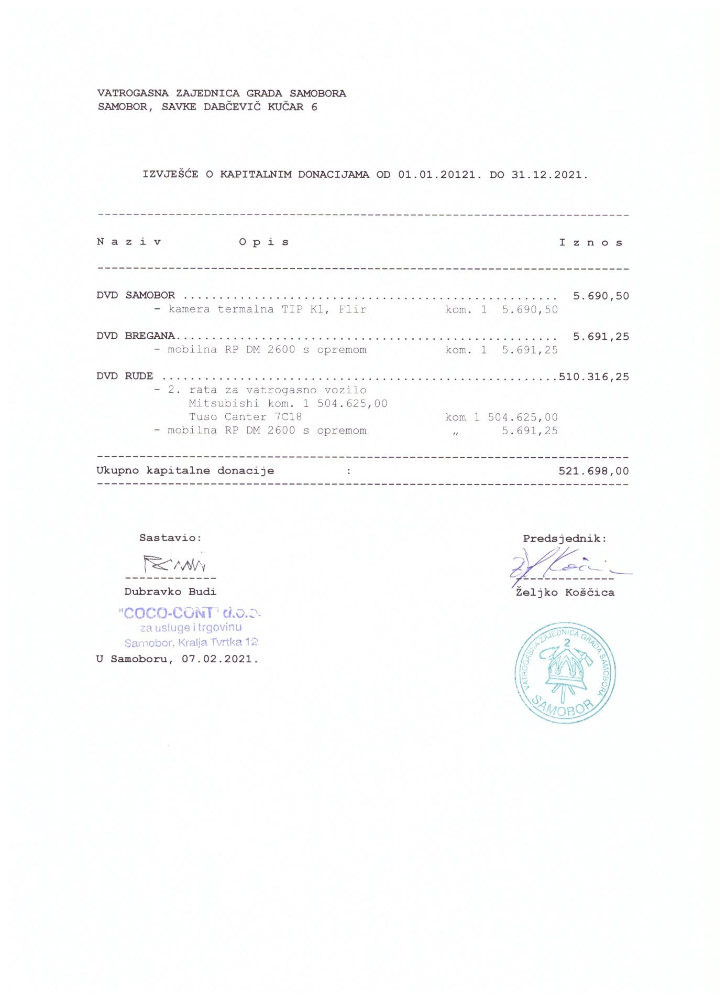 VATROGASNA ZAJEDNICA GRADA SAMOBORA
SAMOBOR, SAVKE DABČEVIČ KUČAR 6
IZVJEŠĆE O KAPITALNIM DONACIJAMA OD 01.01.20121. DO 31.12.2021.
N a z i v O p i s I z n o s
DVD SAMOBOR ..................................................... 5.690,50
- kamera termalna TIP K1, Flir kom. 1 5.690,50
DVD BREGANA...................................................... 5.691,25
- mobilna RP DM 2600 s opremom kom. 1 5.691,25
DVD RUDE ........................................................510.316,25
- 2. rata za vatrogasno vozilo
Mitsubishi kom. 1 504.625,00
Tuso Canter 7C18 kom 1 504.625,00
- mobilna RP DM 2600 s opremom „ 5.691,25
Ukupno kapitalne donacije : 521.698,00
Sastavio: Predsjednik:
Dubravko Budi Željko Koščica
"COCO-CONT" d.o.o.
za usluge i trgovinu
Samobor, Kralja Tvrtka 12
U Samoboru, 07.02.2021.
VATROGASNA ZAJEDNICA GRADA SAMOBORA
2
SAMOBOR